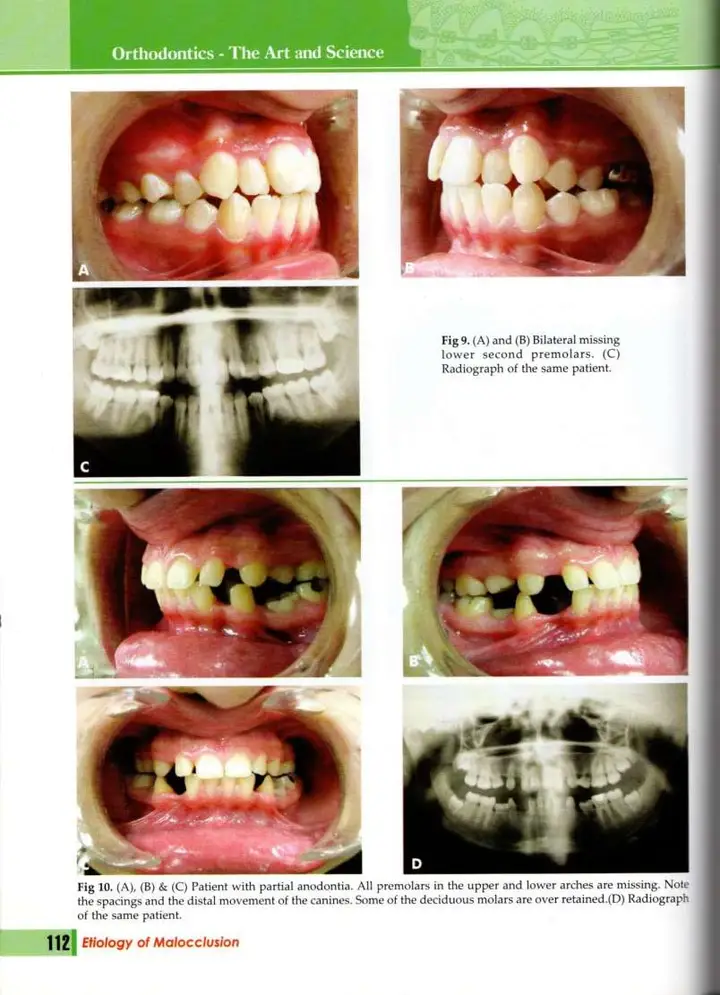 Orthodontics - The Art and Science
A
B
C
Fig 9. (A) and (B) Bilateral missing
lower second premolars. (C)
Radiograph of the same patient.
A
B
C
D
Fig 10. (A), (B) & (C) Patient with partial anodontia. All premolars in the upper and lower arches are missing. Note
the spacings and the distal movement of the canines. Some of the deciduous molars are over retained.(D) Radiograph
of the same patient.
112 Etiology of Malocclusion